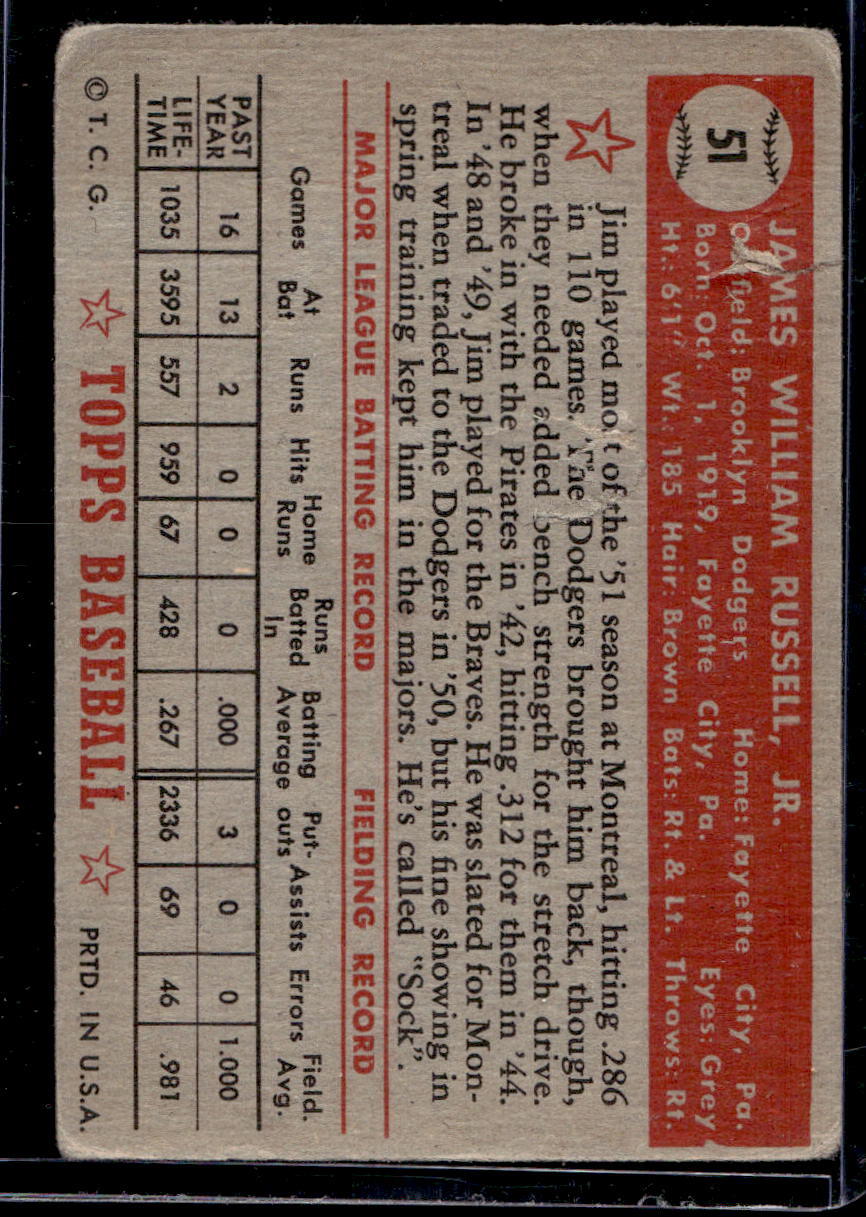 51
JAMES WILLIAM RUSSELL, JR.
Brooklyn Dodgers Home: Fayette City, Pa.
Born: Oct. 1, 1919, Fayette City, Pa. Eyes: Grey
Ht.: 6'1" Wt.: 185 Hair: Brown Bats: Rt. & Lt. Throws: Rt.
Jim played of the '51 season at Montreal, hitting .286
in 110 games. The Dodgers brought him back, though,
when they needed added bench strength for the stretch drive.
He broke in with the Pirates in '42, hitting .312 for them in '44.
In '48 and '49, Jim played for the Braves. He was slated for Mon-
treal when traded to the Dodgers in '50, but his fine showing in
spring training kept him in the majors. He's called "Sock".
MAJOR LEAGUE BATTING RECORD FIELDING RECORD
Games At Bat Runs Hits Home Runs Runs Batted In Batting Average Put-outs Assists Errors Field. Avg.
PAST YEAR 16 13 2 0 0 0 .000 3 0 0 1.000
LIFE-TIME 1035 3595 557 959 67 428 .267 2336 69 46 .981
© T. C. G. TOPPS BASEBALL PRTD. IN U.S.A.